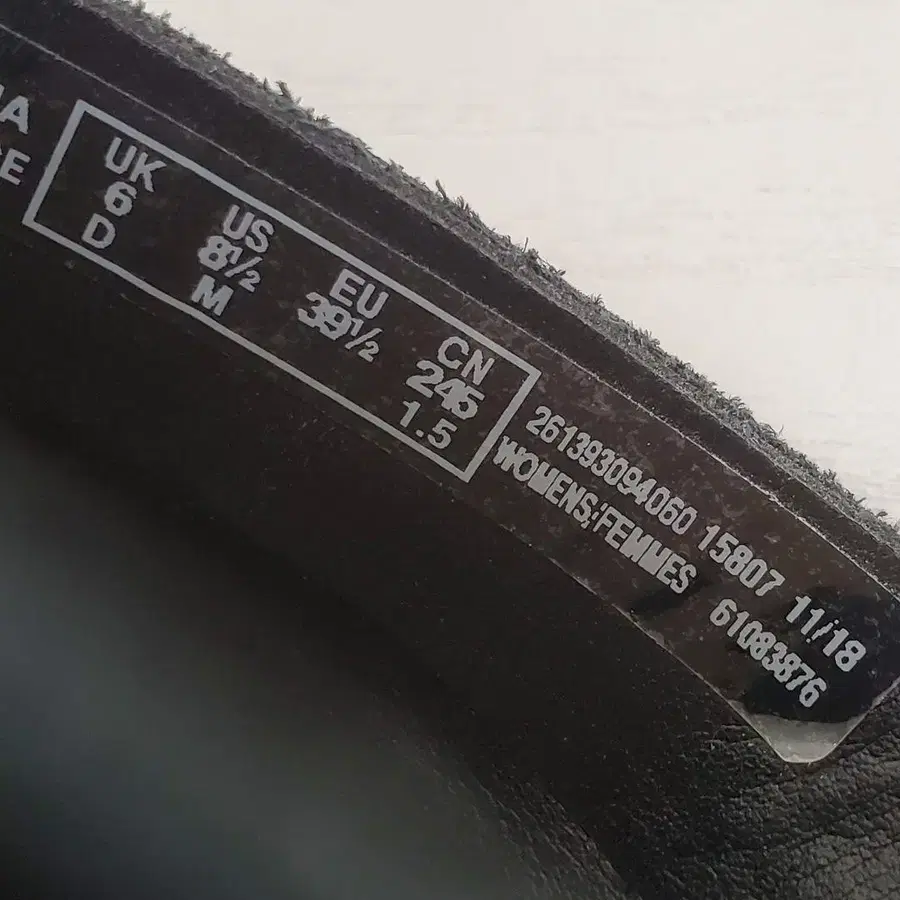 UK
6
D
US
8½
M
EU
39½
CN
245
1.5
261393094060 15807 11/18
WOMENS/FEMMES 61083876